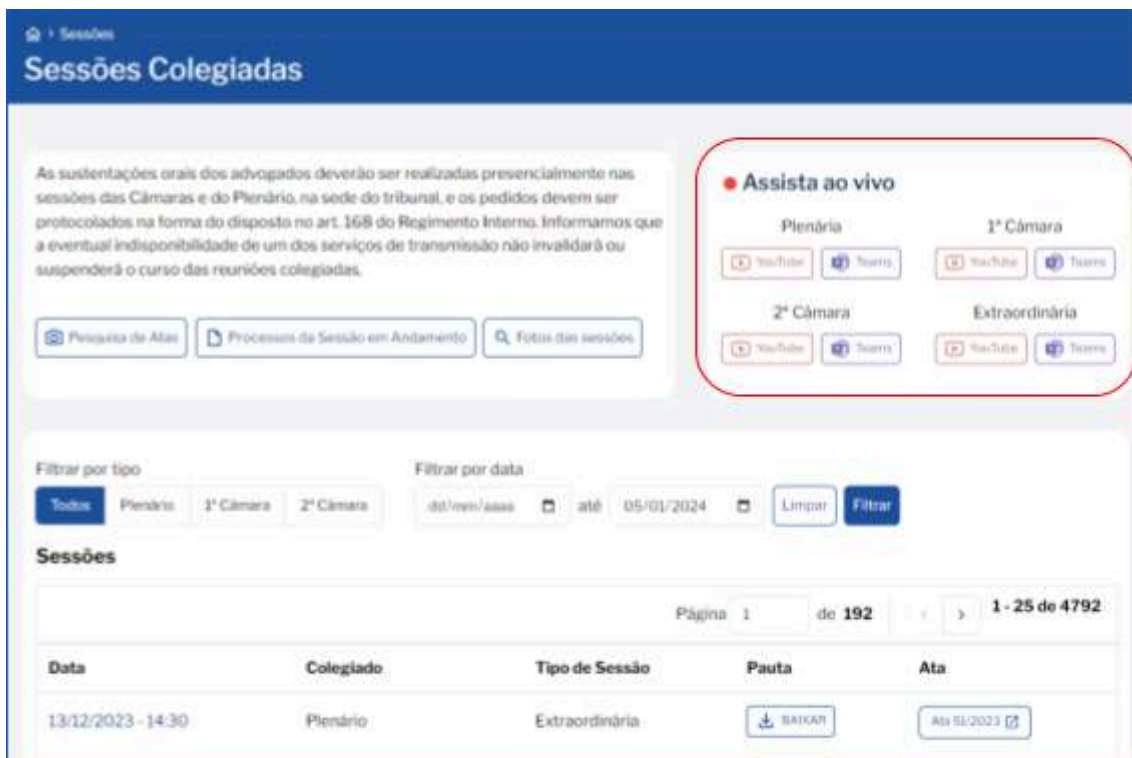 Sessões
Sessões Colegiadas
As sustentações orais dos advogados deverão ser realizadas presencialmente nas
sessões das Câmaras e do Plenário, na sede do tribunal, e os pedidos devem ser
protocolados na forma do disposto no art. 168 do Regimento Interno. Informamos que
a eventual indisponibilidade de um dos serviços de transmissão não invalidará ou
suspenderá o curso das reuniões colegiadas.
Pesquisa de Atas Processos da Sessão em Andamento Fotos das sessões
Assista ao vivo
Plenária 1ª Câmara
YouTube Teams YouTube Teams
2ª Câmara Extraordinária
YouTube Teams YouTube Teams
Filtrar por tipo Filtrar por data
Todos Plenário 1ª Câmara 2ª Câmara dd/mm/aaaa até 05/01/2024 Limpar Filtrar
Sessões
Página 1 de 192 1 - 25 de 4792
Data Colegiado Tipo de Sessão Pauta Ata
13/12/2023 - 14:30 Plenário Extraordinária BAIXAR Ata 51/2023